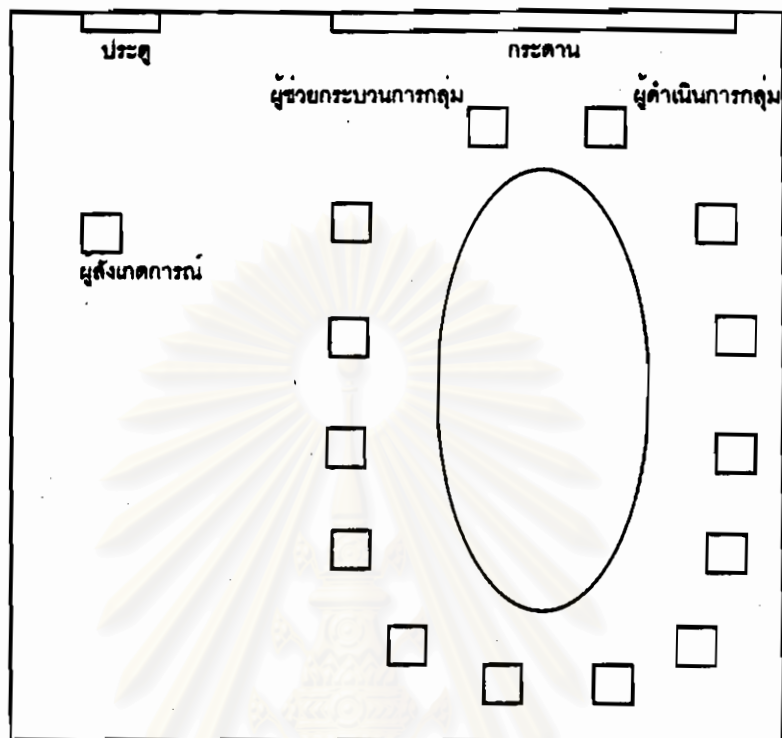 ประตู
กระดาน
ผู้ช่วยกระบวนการกลุ่ม
ผู้ดำเนินการกลุ่ม
ผู้สังเกตการณ์